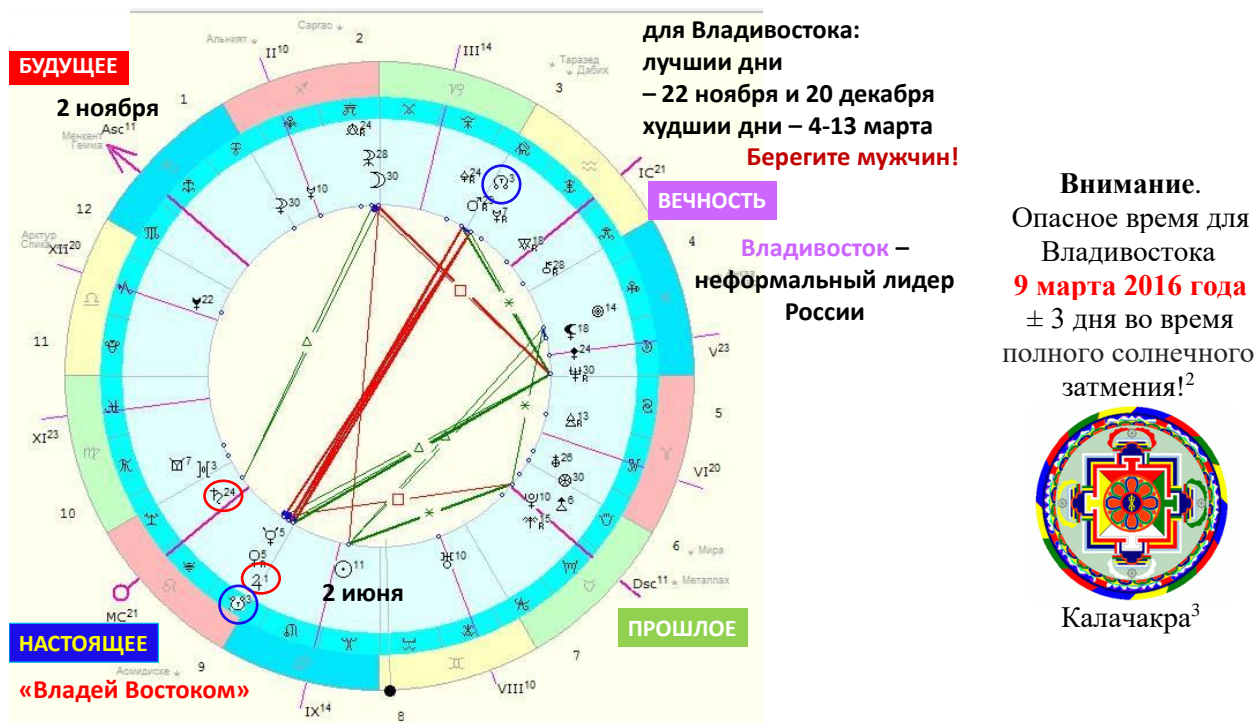 для Владивостока:
лучшии дни
– 22 ноября и 20 декабря
худшии дни – 4-13 марта
Берегите мужчин!
БУДУЩЕЕ
2 ноября
ВЕЧНОСТЬ
Владивосток –
неформальный лидер
России
НАСТОЯЩЕЕ
«Владей Востоком»
2 июня
ПРОШЛОЕ
Саргас
Альният
Таразед
Дабих
Менкент
Гемма
Арктур
Спика
Мира
Металлах
Асмидиске
Asc¹¹
II¹⁰
III¹⁴
IC²¹
V²³
VI²⁰
Dsc¹¹
VIII¹⁰
IX¹⁴
MC²¹
XI²³
XII²⁰
1
2
3
4
5
6
7
8
9
10
11
12
Внимание.
Опасное время для
Владивостока
9 марта 2016 года
± 3 дня во время
полного солнечного
затмения!²
Калачакра³